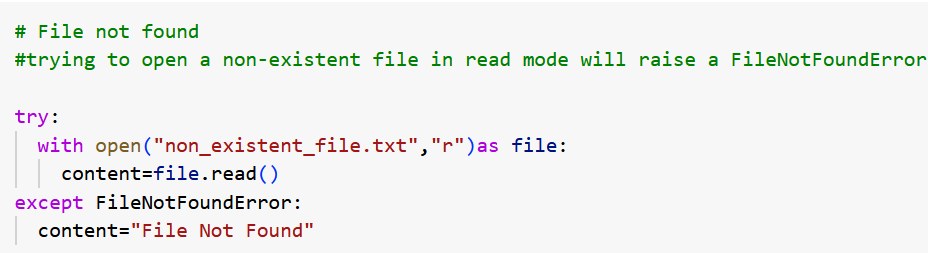 # File not found
#trying to open a non-existent file in read mode will raise a FileNotFoundError
try:
with open("non_existent_file.txt","r")as file:
content=file.read()
except FileNotFoundError:
content="File Not Found"